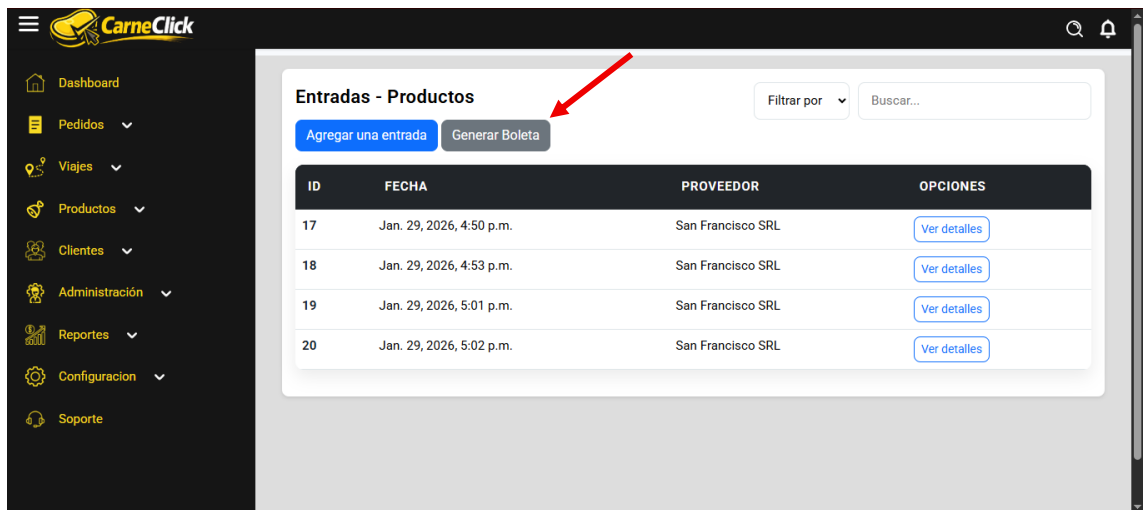 CarneClick
Dashboard
Pedidos
Viajes
Productos
Clientes
Administración
Reportes
Configuracion
Soporte
Entradas - Productos
Filtrar por
Buscar...
Agregar una entrada
Generar Boleta
ID FECHA PROVEEDOR OPCIONES
17 Jan. 29, 2026, 4:50 p.m. San Francisco SRL Ver detalles
18 Jan. 29, 2026, 4:53 p.m. San Francisco SRL Ver detalles
19 Jan. 29, 2026, 5:01 p.m. San Francisco SRL Ver detalles
20 Jan. 29, 2026, 5:02 p.m. San Francisco SRL Ver detalles